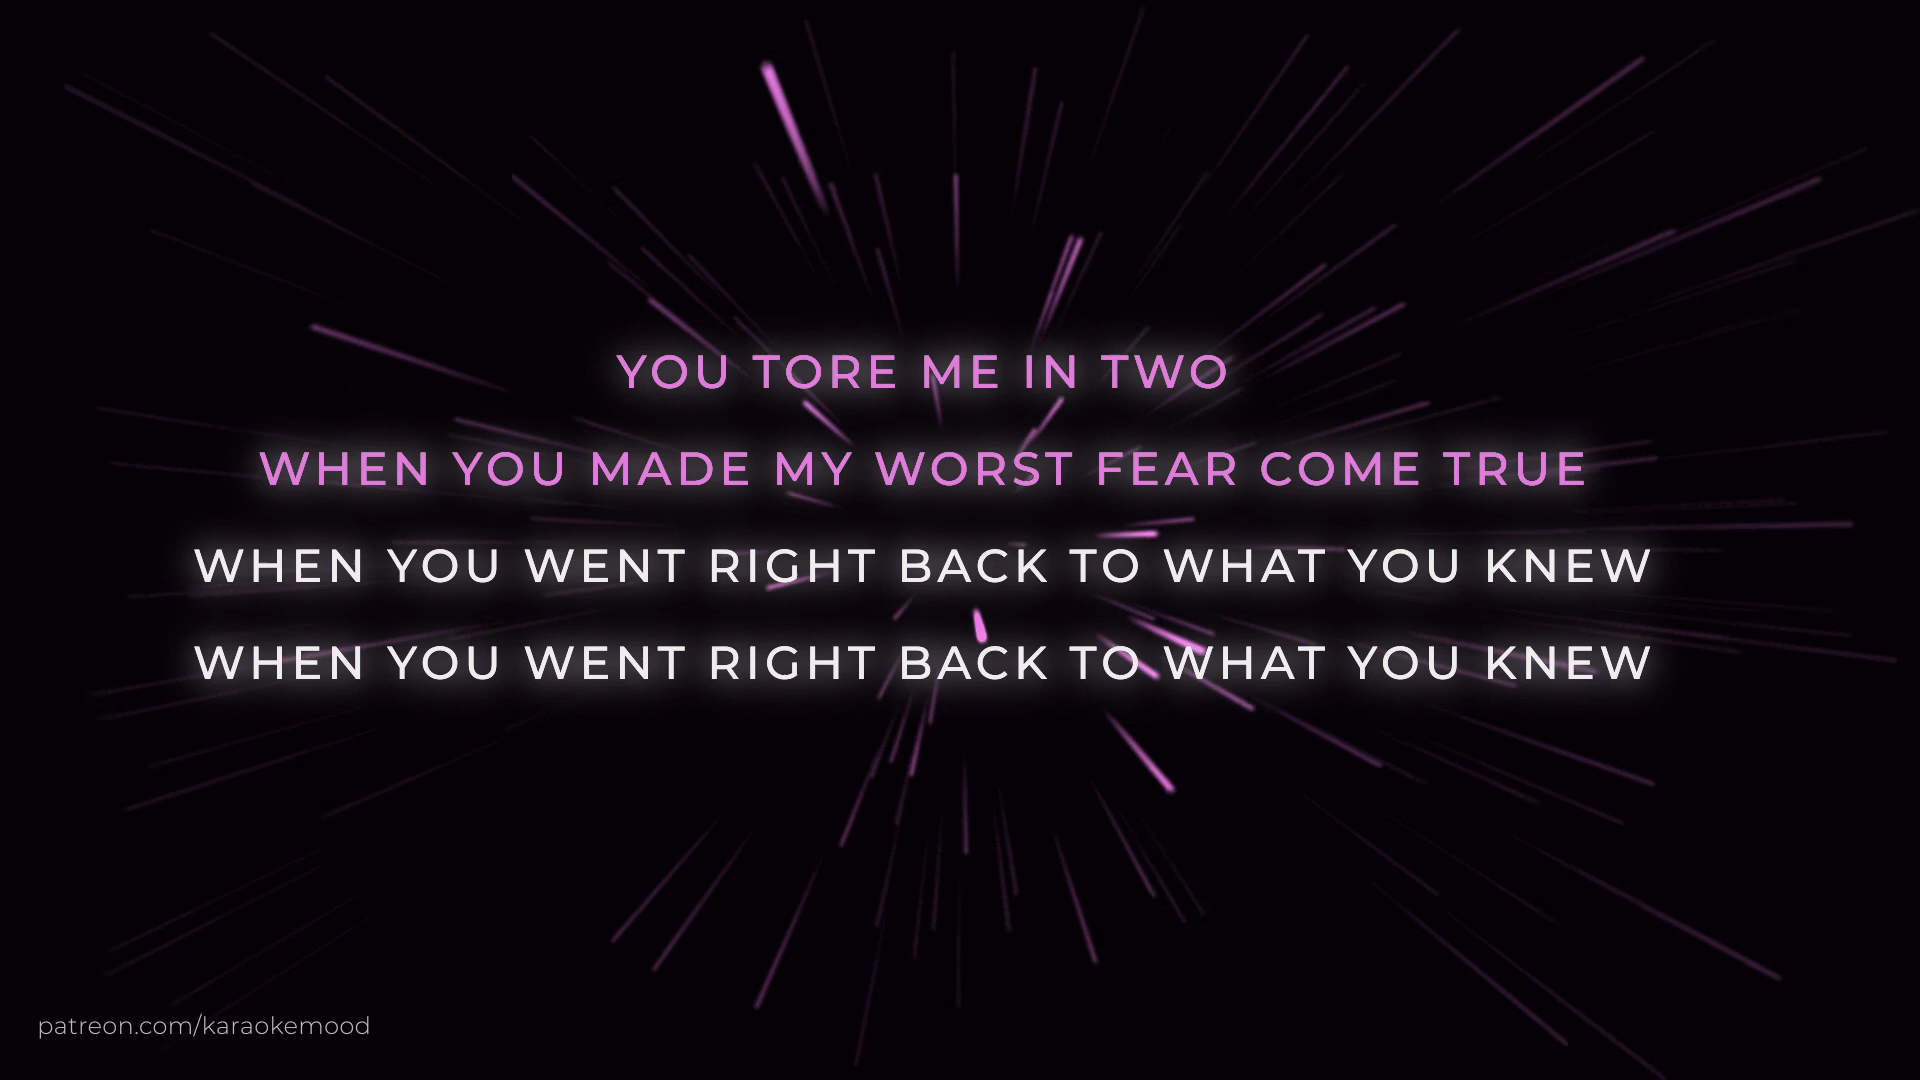 YOU TORE ME IN TWO
WHEN YOU MADE MY WORST FEAR COME TRUE
WHEN YOU WENT RIGHT BACK TO WHAT YOU KNEW
WHEN YOU WENT RIGHT BACK TO WHAT YOU KNEW
patreon.com/karaokemood